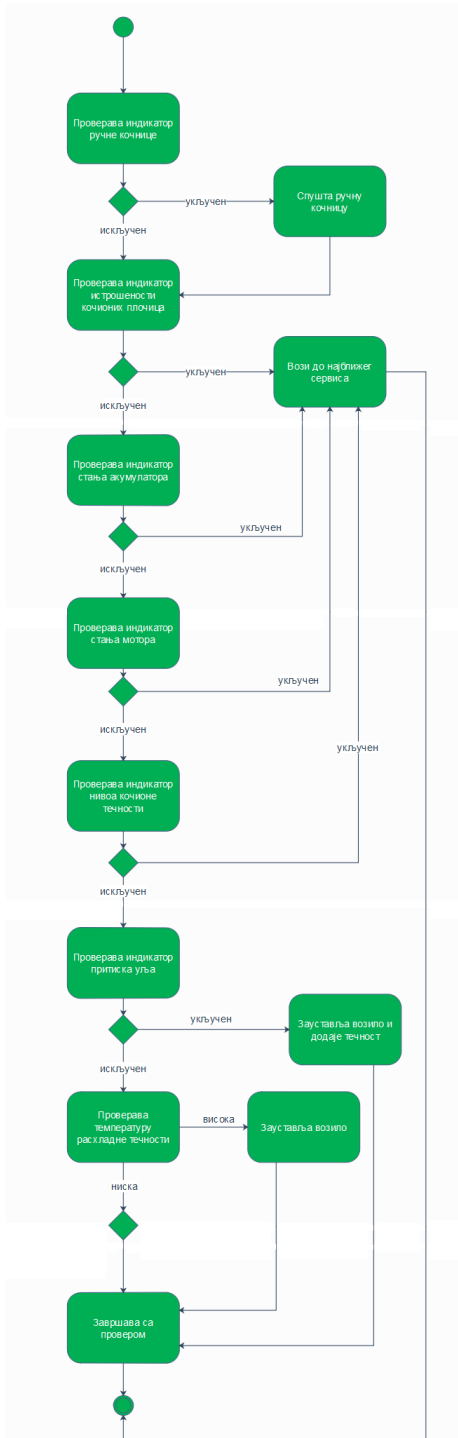 Проверава индикатор
ручне кочнице
укључен
Спушта ручну
кочницу
искључен
Проверава индикатор
истрошености
кочионих плочица
укључен
Вози до најближег
сервиса
искључен
Проверава индикатор
стања акумулатора
укључен
искључен
Проверава индикатор
стања мотора
укључен
искључен
укључен
Проверава индикатор
нивоа кочионе
течности
искључен
Проверава индикатор
притиска уља
укључен
Зауставља возило и
додаје течност
искључен
Проверава
температуру
расхладне течности
висока
Зауставља возило
ниска
Завршава са
провером